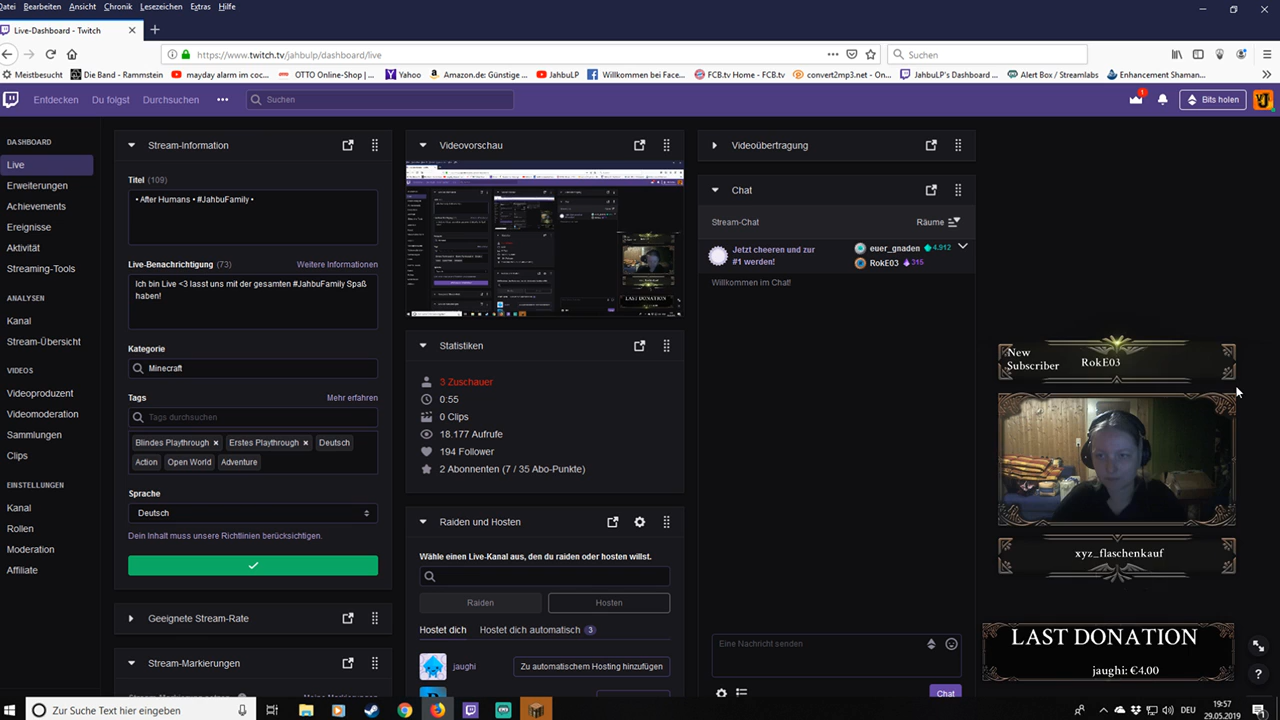 Datei Bearbeiten Ansicht Chronik Lesezeichen Extras Hilfe
Live-Dashboard - Twitch
https://www.twitch.tv/jahbulp/dashboard/live
Suchen
Meistbesucht Die Band - Rammstein mayday alarm im coc... OTTO Online-Shop |... Yahoo Amazon.de: Günstige ... JahbuLP Willkommen bei Face... FCB.tv Home - FCB.tv convert2mp3.net - On... JahbuLP's Dashboard ... Alert Box / Streamlabs Enhancement Shaman...
Entdecken Du folgst Durchsuchen ••• Suchen 1 Bits holen
DASHBOARD
Live
Erweiterungen
Achievements
Ereignisse
Aktivität
Streaming-Tools
ANALYSEN
Kanal
Stream-Übersicht
VIDEOS
Videoproduzent
Videomoderation
Sammlungen
Clips
EINSTELLUNGEN
Kanal
Rollen
Moderation
Affiliate
Stream-Information
Titel (109)
• After Humans • #JahbuFamily •
Live-Benachrichtigung (73) Weitere Informationen
Ich bin Live <3 lasst uns mit der gesamten #JahbuFamily Spaß
haben!
Kategorie
Minecraft
Tags Mehr erfahren
Tags durchsuchen
Blindes Playthrough × Erstes Playthrough × Deutsch
Action Open World Adventure
Sprache
Deutsch
Dein Inhalt muss unsere Richtlinien berücksichtigen.
Geeignete Stream-Rate
Stream-Markierungen
Videovorschau
LAST DONATION
Statistiken
3 Zuschauer
0:55
0 Clips
18.177 Aufrufe
194 Follower
2 Abonnenten (7 / 35 Abo-Punkte)
Raiden und Hosten
Wähle einen Live-Kanal aus, den du raiden oder hosten willst.
Raiden Hosten
Hostet dich Hostet dich automatisch 3
jaughi Zu automatischem Hosting hinzufügen
Videoübertragung
Chat
Stream-Chat Räume
Jetzt cheeren und zur
#1 werden!
euer_gnaden 4.912
RokE03 315
Willkommen im Chat!
Eine Nachricht senden
Chat
New
Subscriber
RokE03
xyz_flaschenkauf
LAST DONATION
jaughi: €4.00
Zur Suche Text hier eingeben
DEU
19:57
29.05.2019